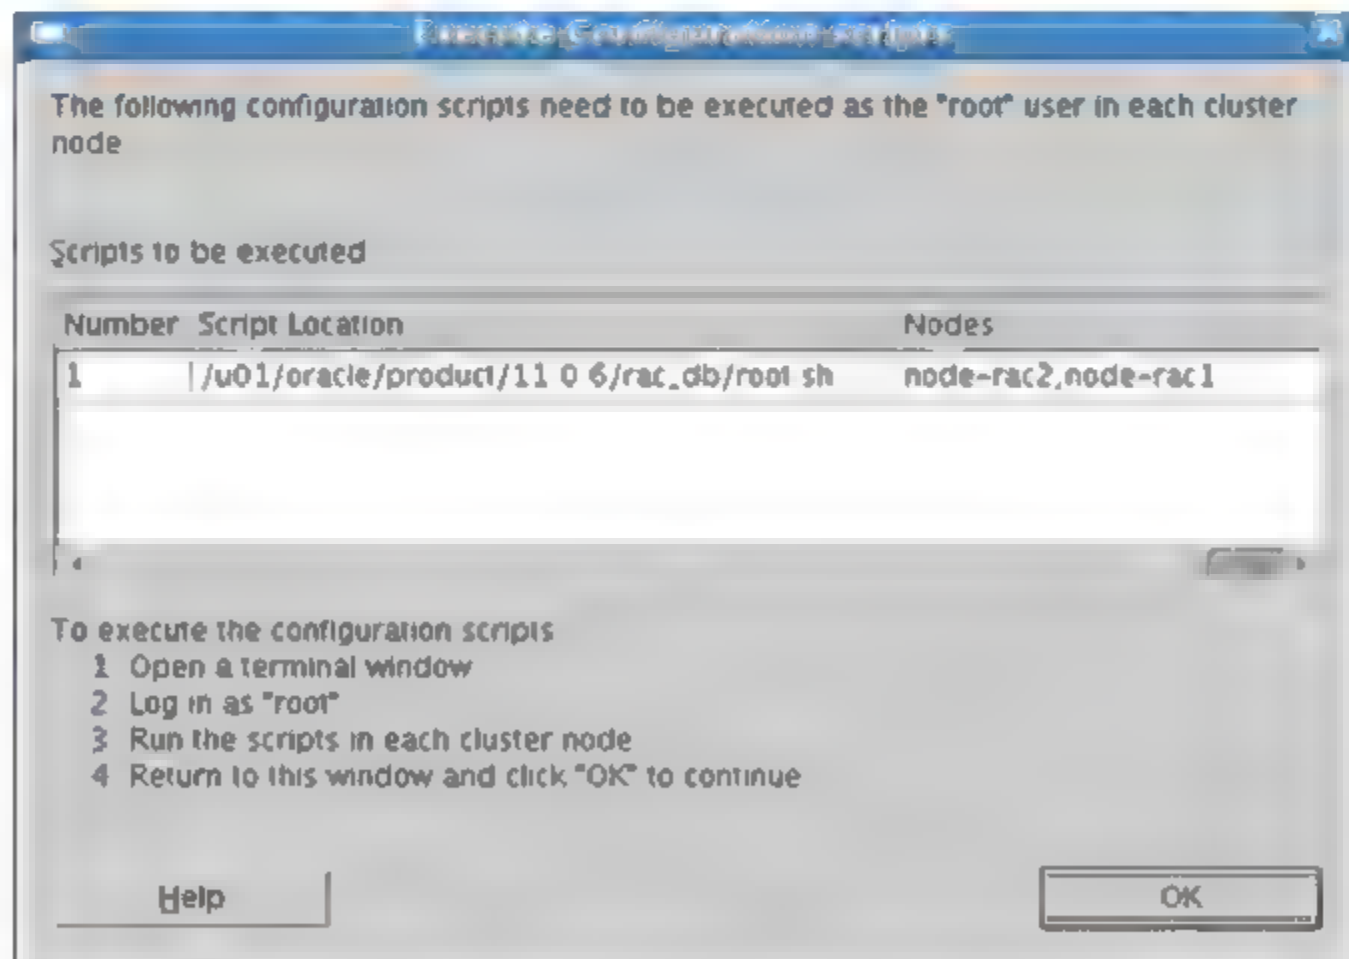 Execute Configuration scripts
The following configuration scripts need to be executed as the "root" user in each cluster
node
Scripts to be executed
Number Script Location Nodes
1 /u01/oracle/product/11 0 6/rac_db/root sh node-rac2,node-rac1
To execute the configuration scripts
1 Open a terminal window
2 Log in as "root"
3 Run the scripts in each cluster node
4 Return to this window and click "OK" to continue
Help OK